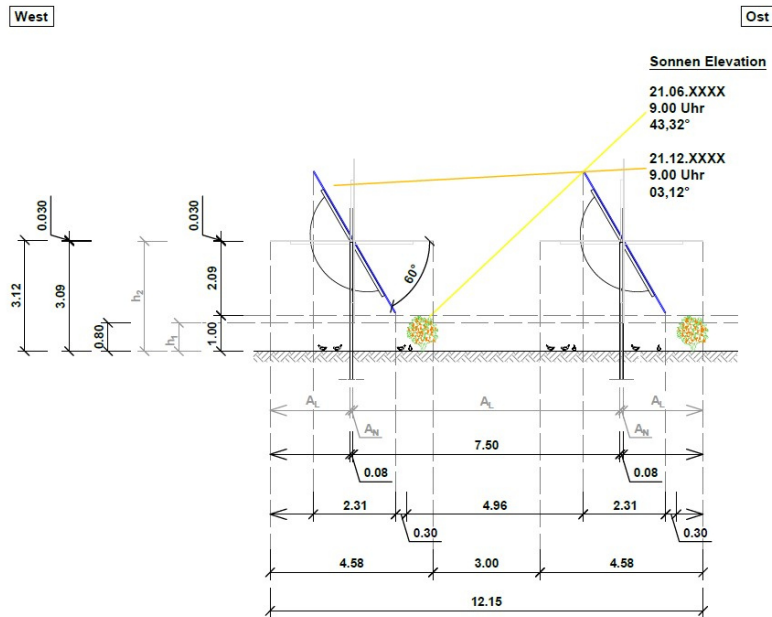 West
Ost
Sonnen Elevation
21.06.XXXX
9.00 Uhr
43,32°
21.12.XXXX
9.00 Uhr
03,12°
0.030
0.030
3.12
3.09
h2
2.09
60°
0.80
h1
1.00
AL
AL
AL
AN
AN
7.50
0.08
0.08
2.31
4.96
2.31
0.30
0.30
4.58
3.00
4.58
12.15